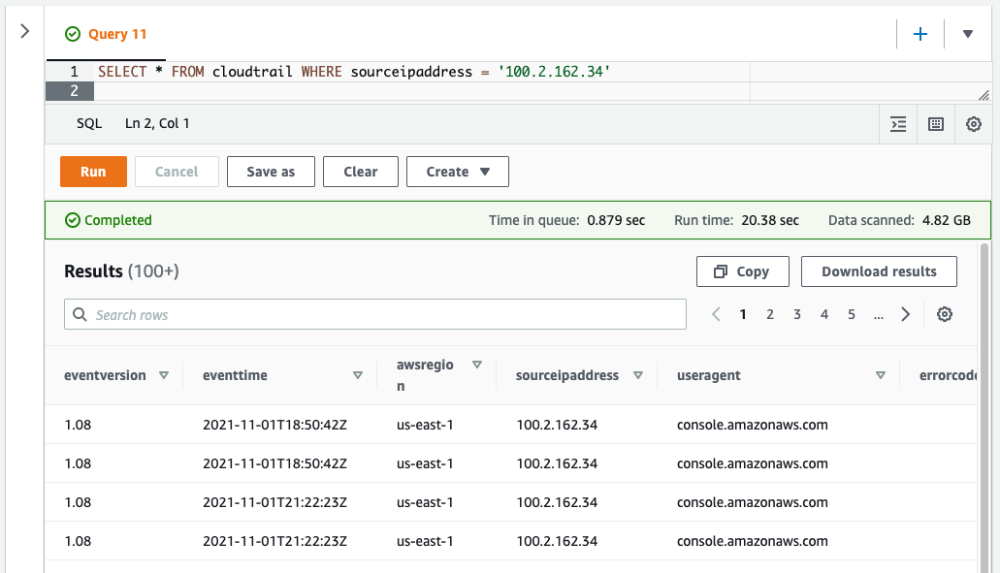 Query 11
1 SELECT * FROM cloudtrail WHERE sourceipaddress = '100.2.162.34'
2
SQL Ln 2, Col 1
Run Cancel Save as Clear Create
Completed Time in queue: 0.879 sec Run time: 20.38 sec Data scanned: 4.82 GB
Results (100+) Copy Download results
Search rows 1 2 3 4 5 ...
eventversion eventtime awsregio
n sourceipaddress useragent errorcode
1.08 2021-11-01T18:50:42Z us-east-1 100.2.162.34 console.amazonaws.com
1.08 2021-11-01T18:50:42Z us-east-1 100.2.162.34 console.amazonaws.com
1.08 2021-11-01T21:22:23Z us-east-1 100.2.162.34 console.amazonaws.com
1.08 2021-11-01T21:22:23Z us-east-1 100.2.162.34 console.amazonaws.com